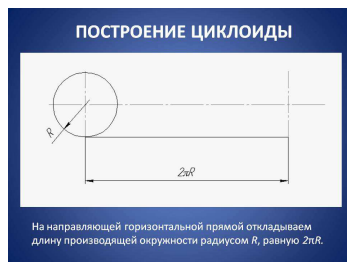 ПОСТРОЕНИЕ ЦИКЛОИДЫ
R
2πR
На направляющей горизонтальной прямой откладываем
длину производящей окружности радиусом R, равную 2πR.